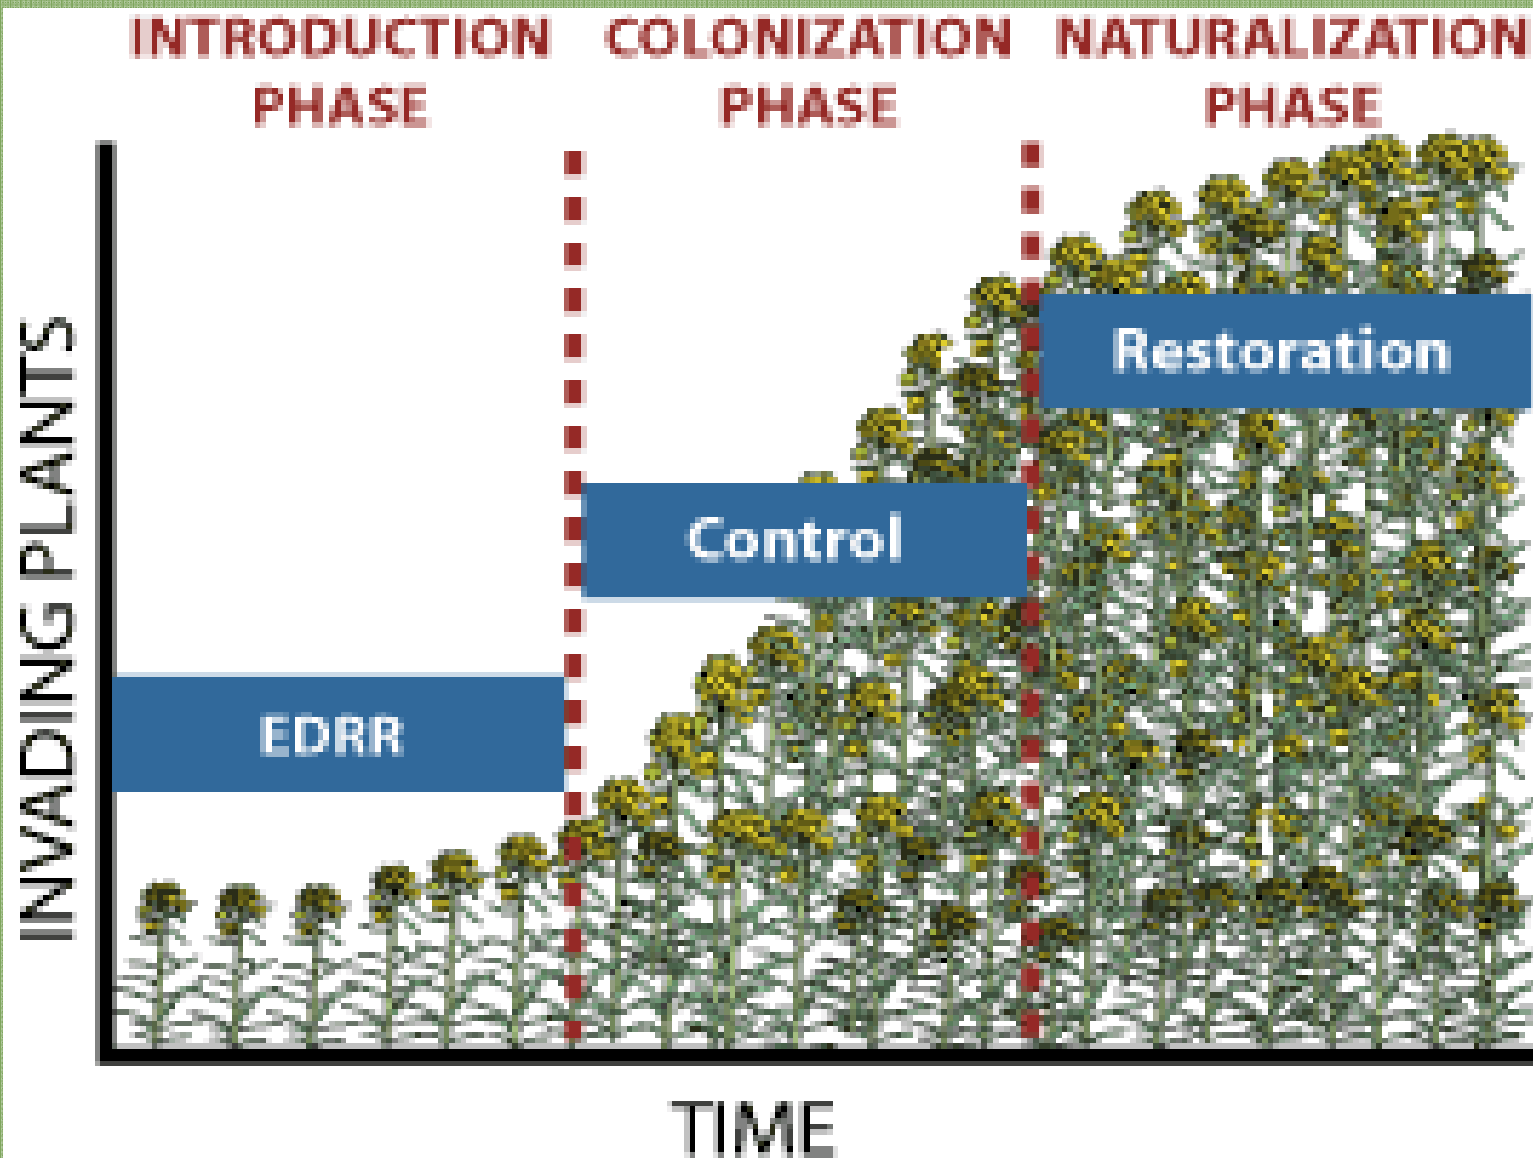 INTRODUCTION PHASE
COLONIZATION PHASE
NATURALIZATION PHASE
INVADING PLANTS
EDRR
Control
Restoration
TIME